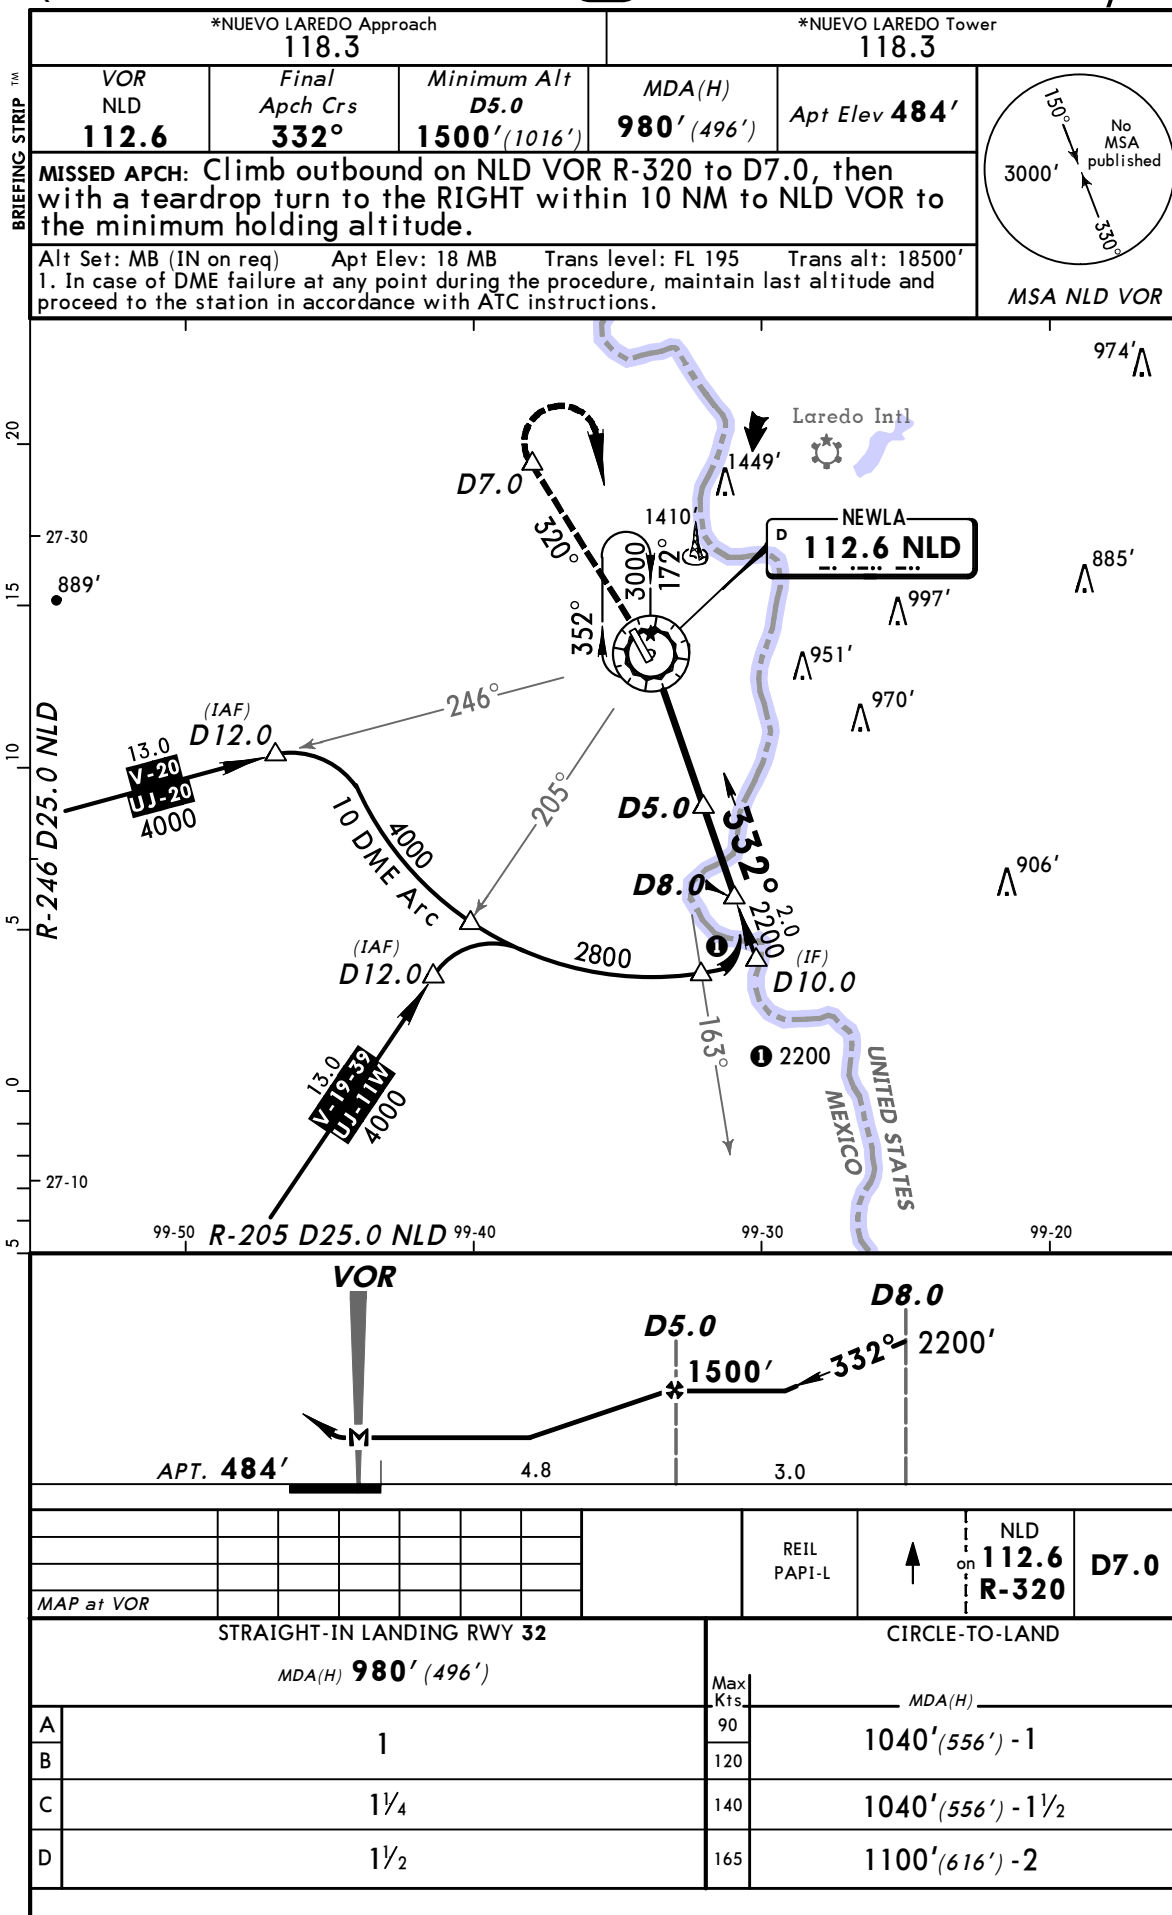 *NUEVO LAREDO Approach
118.3
*NUEVO LAREDO Tower
118.3
BRIEFING STRIP TM
VOR
NLD
112.6
Final
Apch Crs
332°
Minimum Alt
D5.0
1500' (1016')
MDA(H)
980' (496')
Apt Elev 484'
MISSED APCH: Climb outbound on NLD VOR R-320 to D7.0, then
with a teardrop turn to the RIGHT within 10 NM to NLD VOR to
the minimum holding altitude.
Alt Set: MB (IN on req) Apt Elev: 18 MB Trans level: FL 195 Trans alt: 18500'
1. In case of DME failure at any point during the procedure, maintain last altitude and
proceed to the station in accordance with ATC instructions.
150°
No
MSA
published
3000'
330°
MSA NLD VOR
974'
Laredo Intl
20
1449'
D7.0
1410'
NEWLA
D 112.6 NLD
27-30
320°
3000
172°
352°
885'
889'
15
997'
951'
970'
246°
(IAF)
D12.0
13.0
V-20
UJ-20
4000
R-246 D25.0 NLD
10
205°
D5.0
332°
4000
10 DME Arc
D8.0
906'
2.0
2200
5
(IAF)
D12.0
2800
1
(IF)
D10.0
163°
1 2200
13.0
V-19-39
UJ-11W
4000
0
UNITED STATES
MEXICO
27-10
5
99-50
R-205 D25.0 NLD
99-40
99-30
99-20
VOR
D8.0
D5.0
332°
2200'
1500'
M
APT. 484'
4.8
3.0
MAP at VOR
REIL
PAPI-L
on
NLD
112.6
R-320
D7.0
STRAIGHT-IN LANDING RWY 32
MDA(H) 980' (496')
CIRCLE-TO-LAND
Max
Kts
MDA(H)
A
B
1
90
120
1040' (556') - 1
C
1 1/4
140
1040' (556') - 1 1/2
D
1 1/2
165
1100' (616') - 2